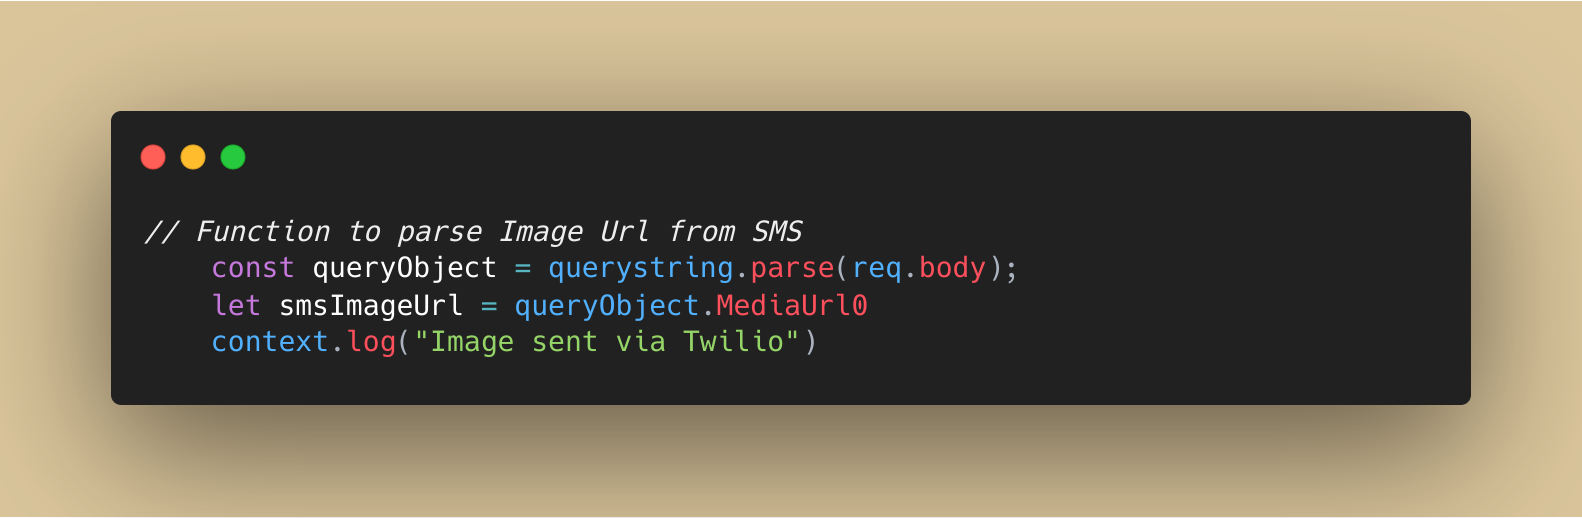 // Function to parse Image Url from SMS
    const queryObject = querystring.parse(req.body);
    let smsImageUrl = queryObject.MediaUrl0
    context.log("Image sent via Twilio")